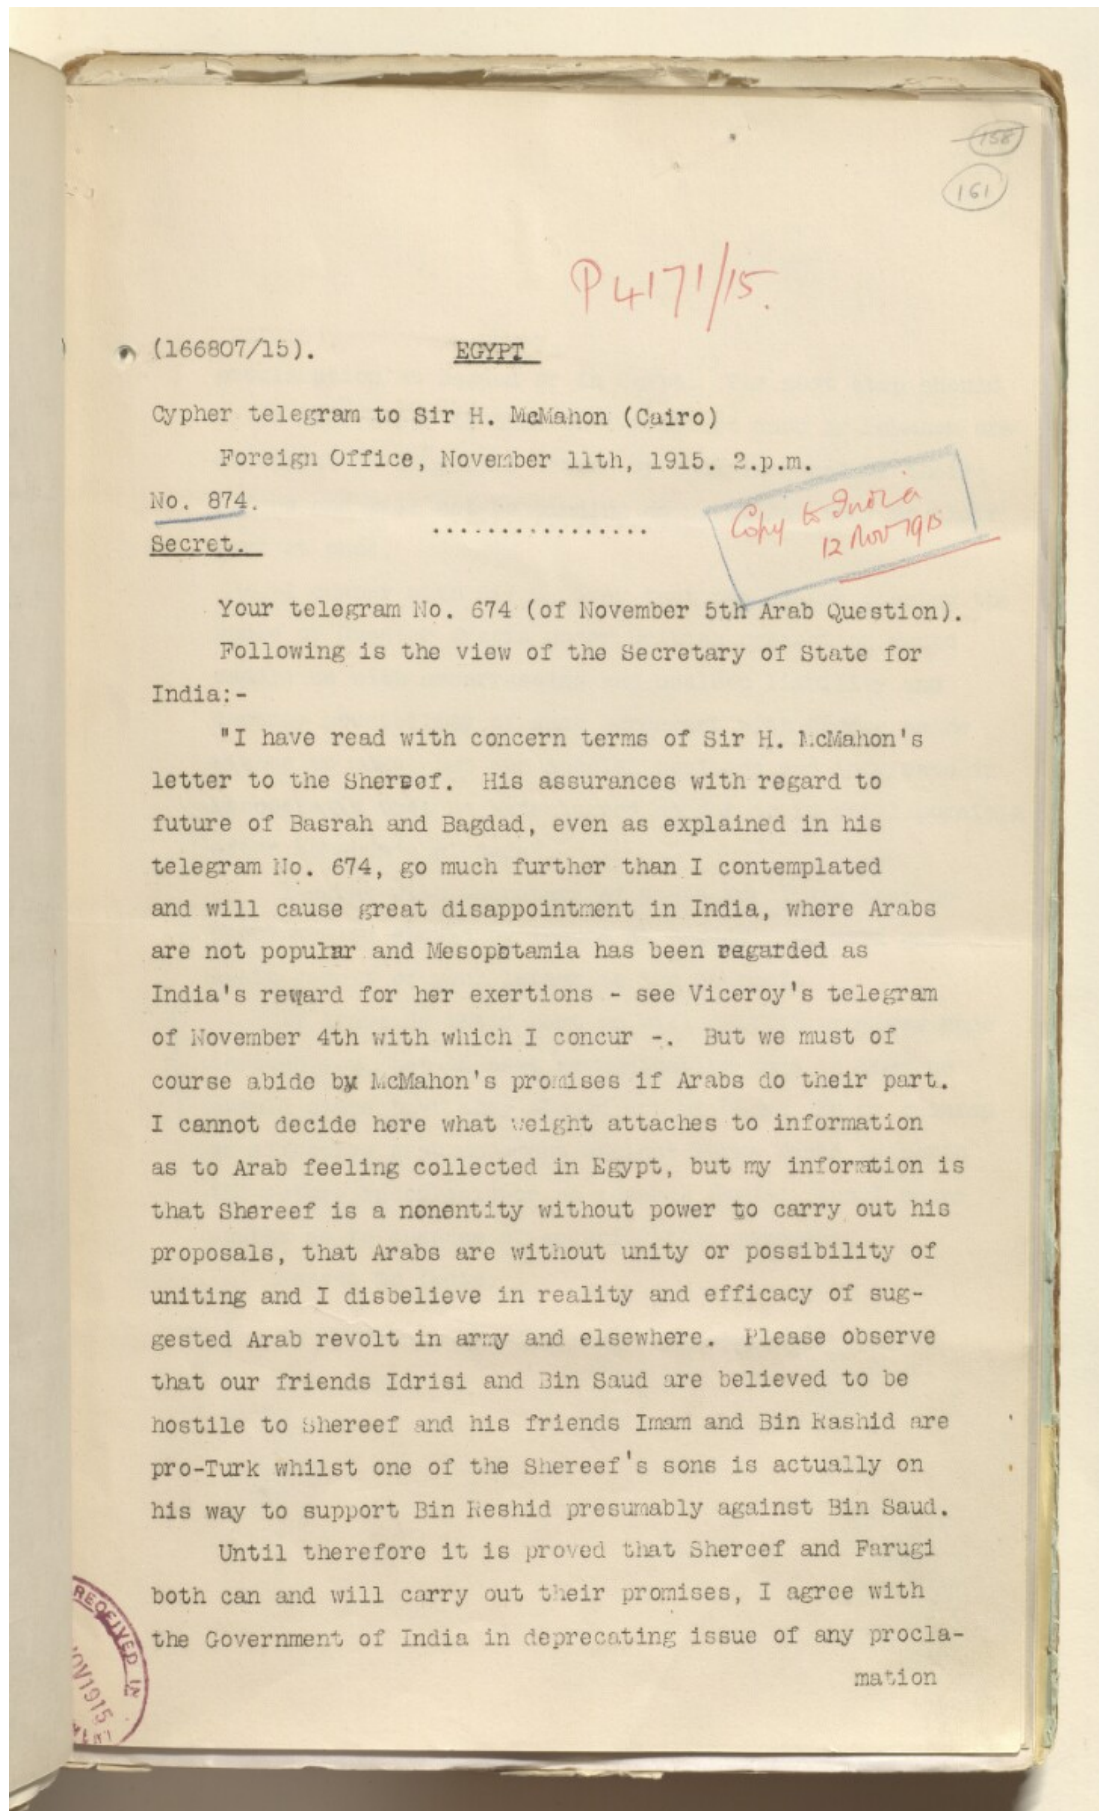 158
161
P 4171/15.
(166807/15). EGYPT
Cypher telegram to Sir H. McMahon (Cairo)
Foreign Office, November 11th, 1915. 2.p.m.
No. 874.
................
Secret.
Copy to India
12 Nov 1915
Your telegram No. 674 (of November 5th Arab Question).
Following is the view of the Secretary of State for
India:-
"I have read with concern terms of Sir H. McMahon's
letter to the Shereef. His assurances with regard to
future of Basrah and Bagdad, even as explained in his
telegram No. 674, go much further than I contemplated
and will cause great disappointment in India, where Arabs
are not popular and Mesopotamia has been regarded as
India's reward for her exertions - see Viceroy's telegram
of November 4th with which I concur -. But we must of
course abide by McMahon's promises if Arabs do their part.
I cannot decide here what weight attaches to information
as to Arab feeling collected in Egypt, but my information is
that Shereef is a nonentity without power to carry out his
proposals, that Arabs are without unity or possibility of
uniting and I disbelieve in reality and efficacy of sug-
gested Arab revolt in army and elsewhere. Please observe
that our friends Idrisi and Bin Saud are believed to be
hostile to Shereef and his friends Imam and Bin Rashid are
pro-Turk whilst one of the Shereef's sons is actually on
his way to support Bin Reshid presumably against Bin Saud.
Until therefore it is proved that Shereef and Farugi
both can and will carry out their promises, I agree with
the Government of India in deprecating issue of any procla-
mation
RECEIVED IN
NOV 1915